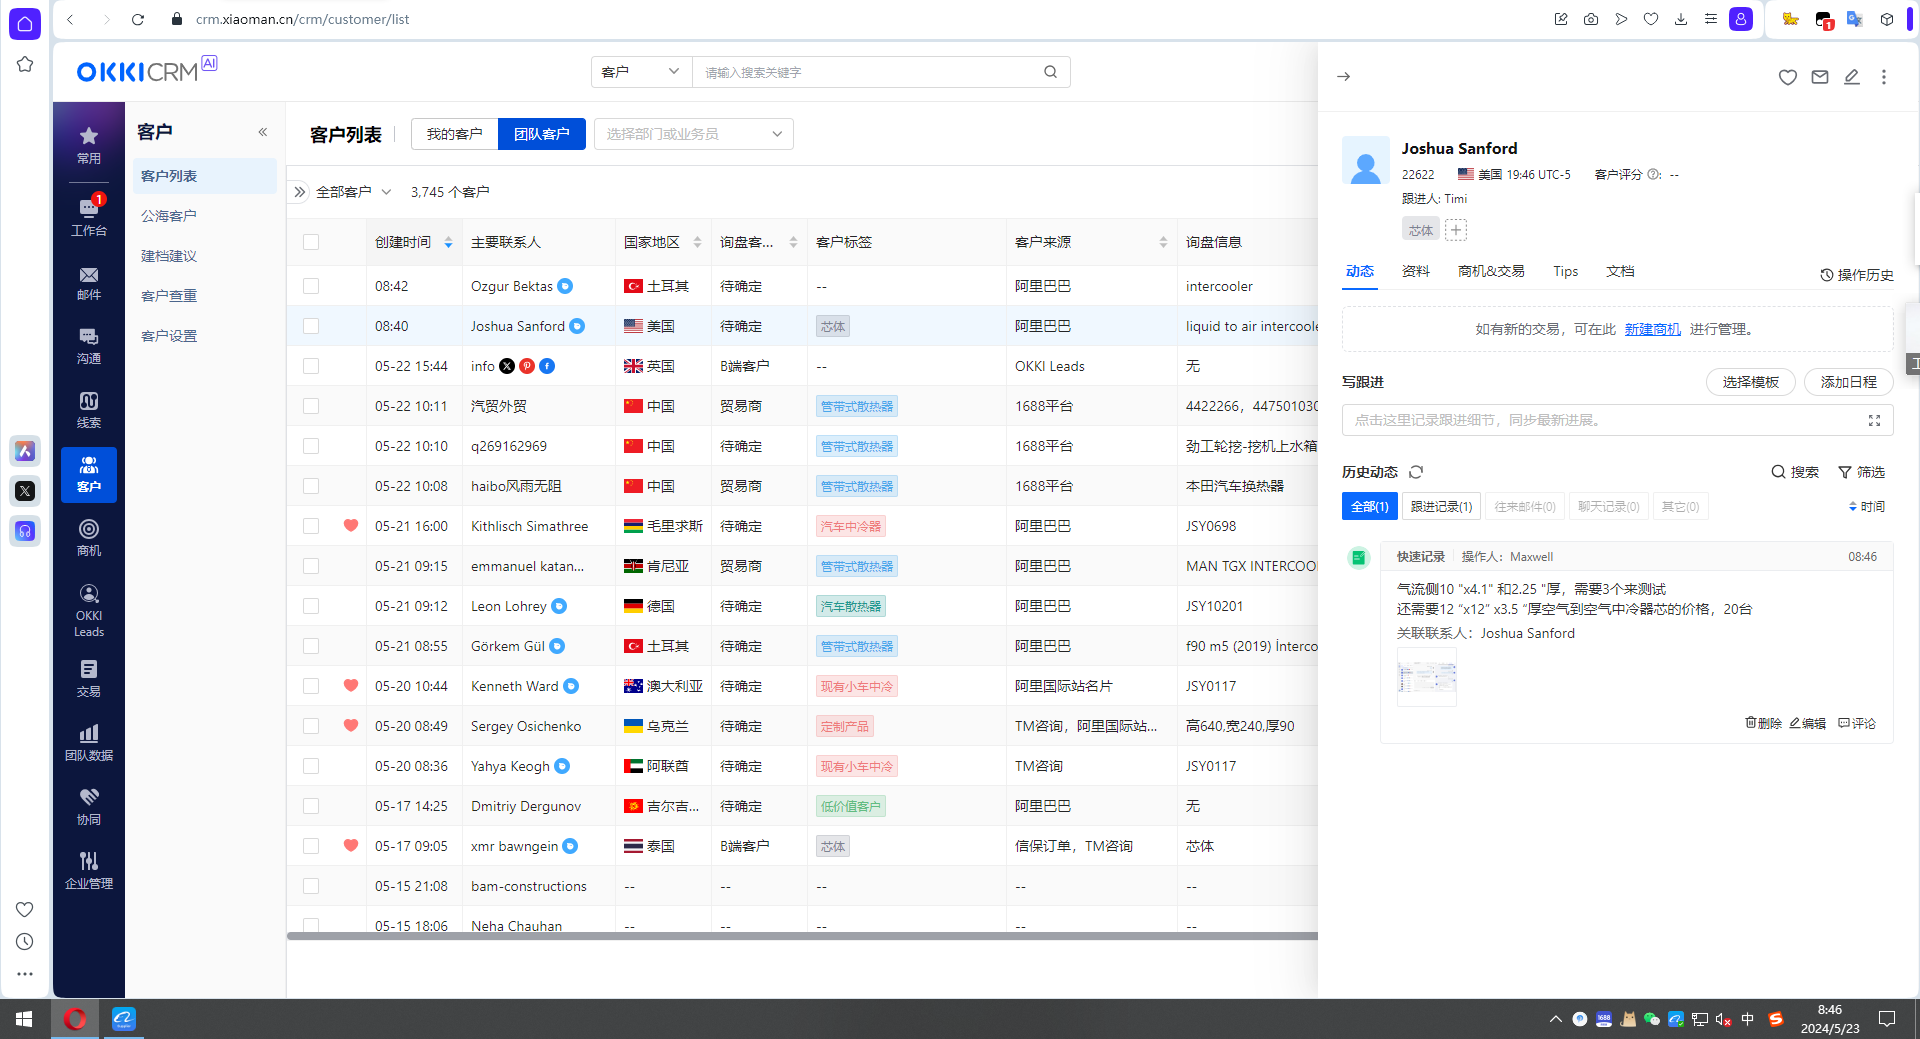 crm.xiaoman.cn/crm/customer/list
1
OKKICRM AI
客户
请输入搜索关键字
常用
1
工作台
邮件
沟通
线索
客户
商机
OKKI
Leads
交易
团队数据
协同
企业管理
客户
客户列表
公海客户
建档建议
客户查重
客户设置
客户列表
我的客户 团队客户 选择部门或业务员
全部客户 3,745 个客户
创建时间 主要联系人 国家地区 询盘客... 客户标签 客户来源 询盘信息
08:42 Ozgur Bektas 土耳其 待确定 -- 阿里巴巴 intercooler
08:40 Joshua Sanford 美国 待确定 芯体 阿里巴巴 liquid to air intercoole
05-22 15:44 info 英国 B端客户 -- OKKI Leads 无
05-22 10:11 汽贸外贸 中国 贸易商 管带式散热器 1688平台 4422266，447501030
05-22 10:10 q269162969 中国 待确定 管带式散热器 1688平台 劲工轮挖-挖机上水箱
05-22 10:08 haibo风雨无阻 中国 贸易商 管带式散热器 1688平台 本田汽车换热器
05-21 16:00 Kithlisch Simathree 毛里求斯 待确定 汽车中冷器 阿里巴巴 JSY0698
05-21 09:15 emmanuel katan... 肯尼亚 贸易商 管带式散热器 阿里巴巴 MAN TGX INTERCOO
05-21 09:12 Leon Lohrey 德国 待确定 汽车散热器 阿里巴巴 JSY10201
05-21 08:55 Görkem Gül 土耳其 待确定 管带式散热器 阿里巴巴 f90 m5 (2019) İnterco
05-20 10:44 Kenneth Ward 澳大利亚 待确定 现有小车中冷 阿里国际站名片 JSY0117
05-20 08:49 Sergey Osichenko 乌克兰 待确定 定制产品 TM咨询，阿里国际站... 高640,宽240,厚90
05-20 08:36 Yahya Keogh 阿联酋 待确定 现有小车中冷 TM咨询 JSY0117
05-17 14:25 Dmitriy Dergunov 吉尔吉... 待确定 低价值客户 阿里巴巴 无
05-17 09:05 xmr bawngein 泰国 B端客户 芯体 信保订单，TM咨询 芯体
05-15 21:08 bam-constructions -- -- -- -- --
05-15 18:06 Neha Chauhan -- -- -- -- --
Joshua Sanford
22622 美国 19:46 UTC-5 客户评分 ?: --
跟进人: Timi
芯体 +
动态 资料 商机&交易 Tips 文档 操作历史
如有新的交易，可在此 新建商机 进行管理。
写跟进 选择模板 添加日程
点击这里记录跟进细节，同步最新进展。
历史动态 搜索 筛选
全部(1) 跟进记录(1) 往来邮件(0) 聊天记录(0) 其它(0) 时间
快速记录 操作人：Maxwell 08:46
气流侧10 "x4.1" 和2.25 "厚，需要3个来测试
还需要12 “x12” x3.5 “厚空气到空气中冷器芯的价格，20台
关联联系人：Joshua Sanford
删除 编辑 评论
中
8:46
2024/5/23